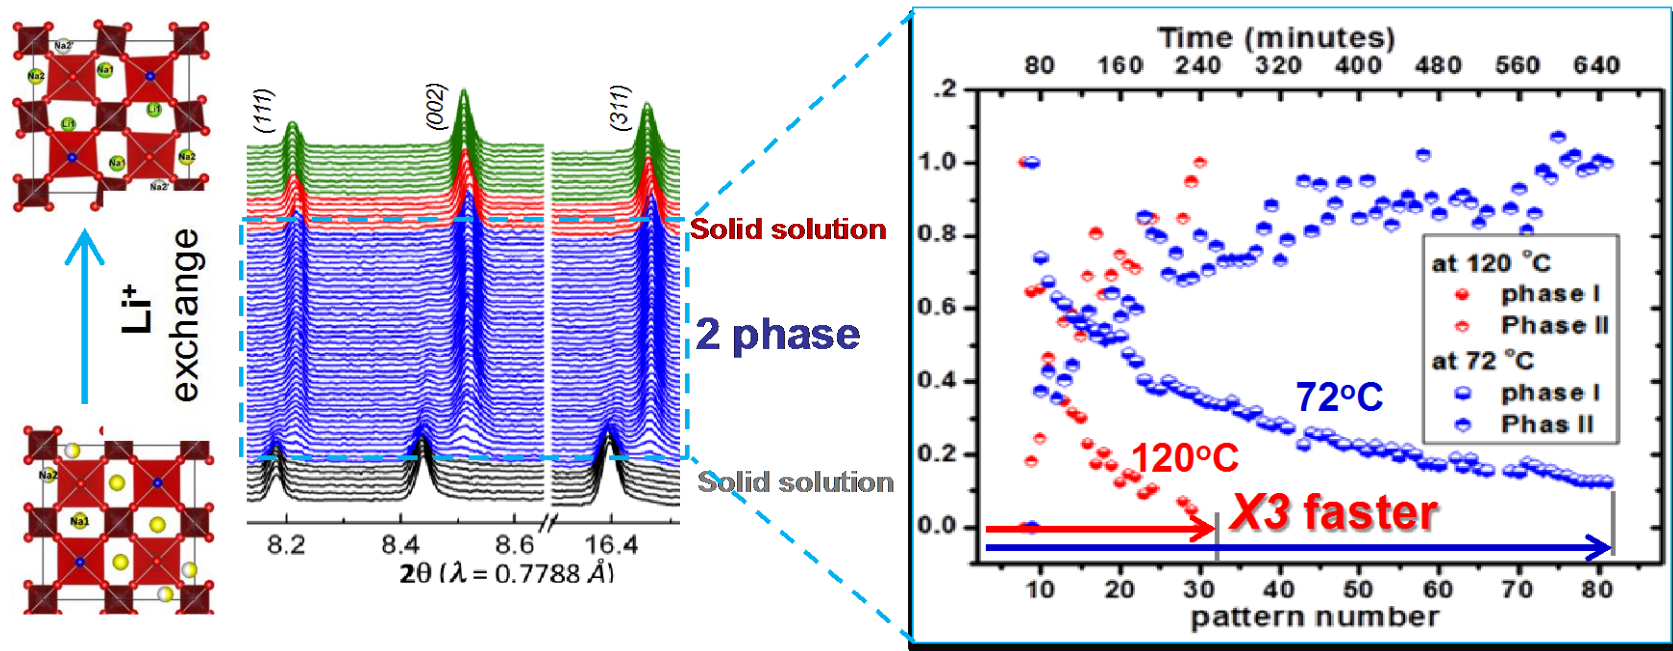 Na2'
Na2
Na1
Li1
Li1
Na1
Na2
Na2'
Li⁺
exchange
Na2
Na1
(111)
(002)
(311)
Solid solution
2 phase
Solid solution
8.2 8.4 8.6 16.4
2θ (λ = 0.7788 Å)
Time (minutes)
80 160 240 320 400 480 560 640
.2
1.0
0.8
0.6
0.4
0.2
0.0
at 120 °C
phase I
Phase II
at 72 °C
phase I
Phas II
72°C
120°C
X3 faster
10 20 30 40 50 60 70 80
pattern number